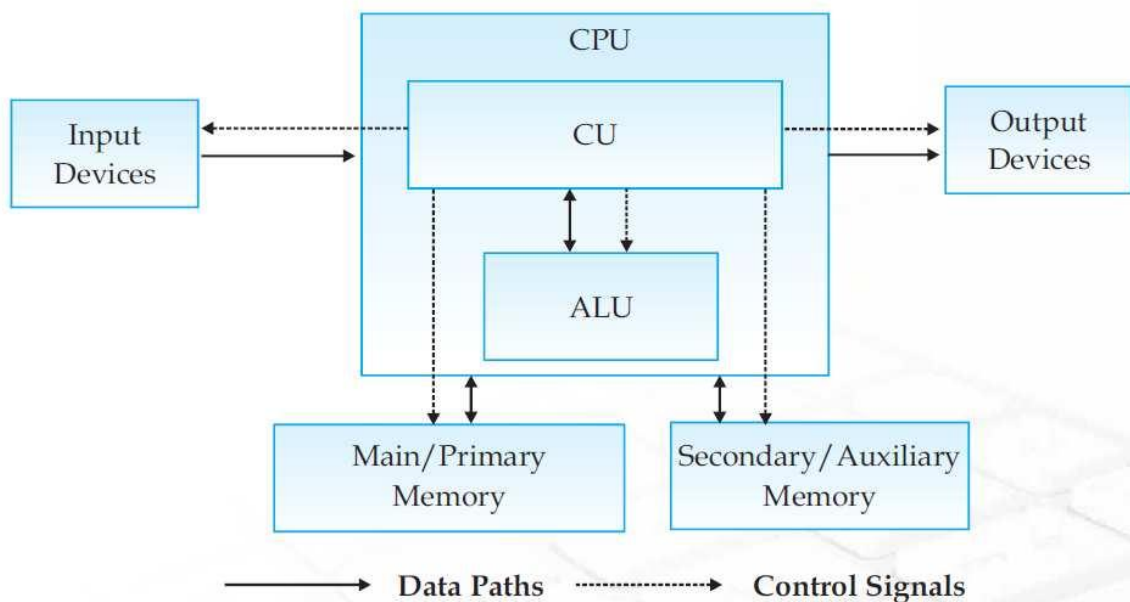 CPU
CU
Input
Devices
Output
Devices
ALU
Main/Primary
Memory
Secondary/Auxiliary
Memory
Data Paths
Control Signals